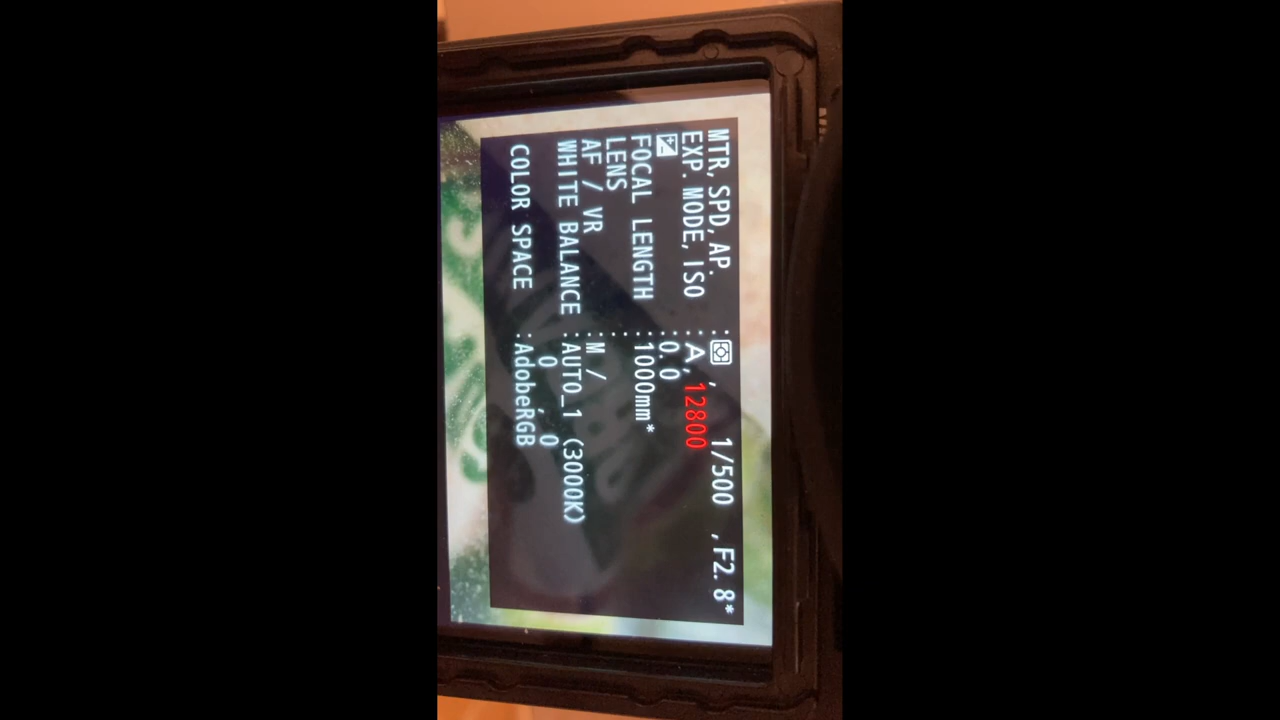 MTR, SPD, AP. : , 1/500 , F2.8*
EXP. MODE, ISO : A, 12800
: 0.0
FOCAL LENGTH : 1000mm*
LENS :
AF / VR : M /
WHITE BALANCE : AUTO_1 (3000K)
0 , 0
COLOR SPACE : AdobeRGB